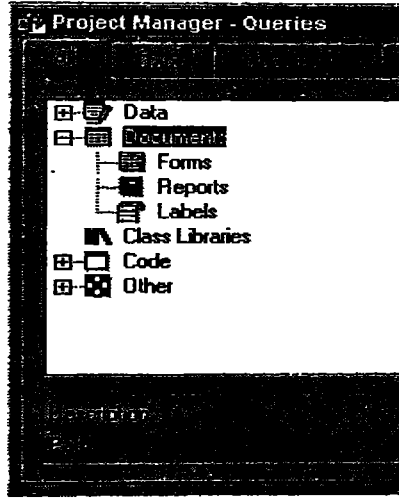 Project Manager - Queries
Data
Documents
Forms
Reports
Labels
Class Libraries
Code
Other